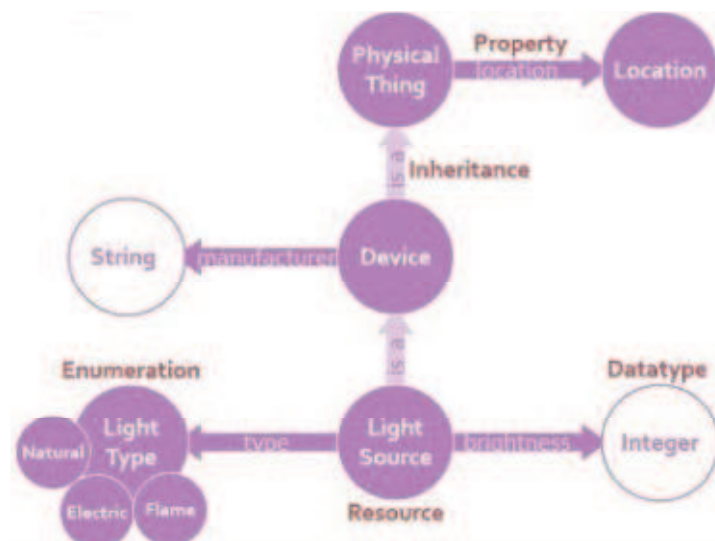 Property
Physical
Thing
location
Location
is a
Inheritance
String
manufacturer
Device
is a
Enumeration
Datatype
Light
Type
type
Light
Source
brightness
Integer
Natural
Electric
Flame
Resource